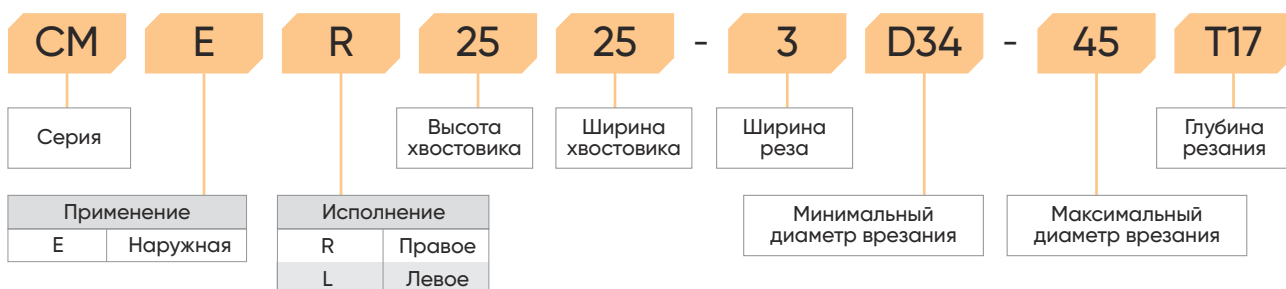 CM E R 25 25 - 3 D34 - 45 T17
Серия
Высота
хвостовика
Ширина
хвостовика
Ширина
реза
Глубина
резания
Применение
E Наружная
Исполнение
R Правое
L Левое
Минимальный
диаметр врезания
Максимальный
диаметр врезания